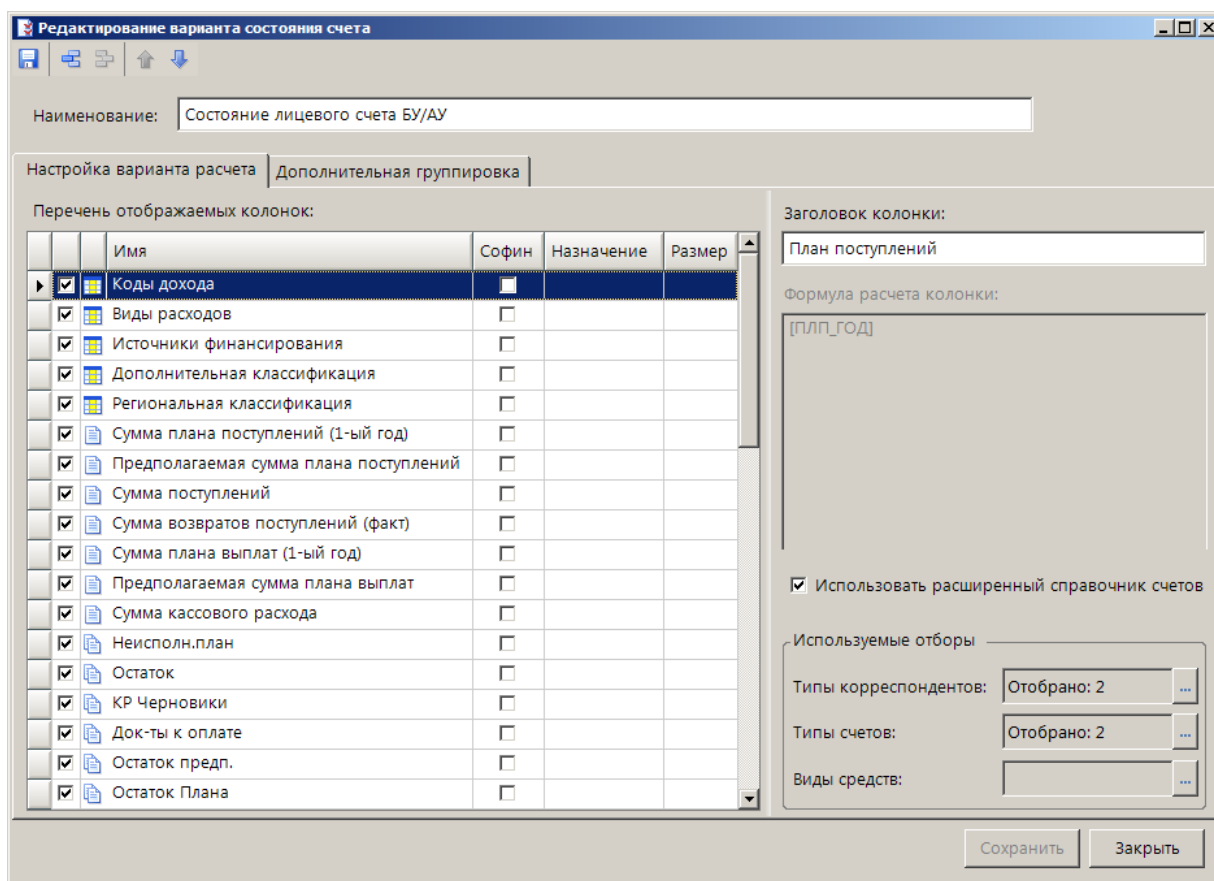 Редактирование варианта состояния счета
Наименование: Состояние лицевого счета БУ/АУ
Настройка варианта расчета Дополнительная группировка
Перечень отображаемых колонок:
Имя Софин Назначение Размер
Коды дохода
Виды расходов
Источники финансирования
Дополнительная классификация
Региональная классификация
Сумма плана поступлений (1-ый год)
Предполагаемая сумма плана поступлений
Сумма поступлений
Сумма возвратов поступлений (факт)
Сумма плана выплат (1-ый год)
Предполагаемая сумма плана выплат
Сумма кассового расхода
Неисполн.план
Остаток
КР Черновики
Док-ты к оплате
Остаток предп.
Остаток Плана
Заголовок колонки:
План поступлений
Формула расчета колонки:
[ПЛП_ГОД]
Использовать расширенный справочник счетов
Используемые отборы
Типы корреспондентов: Отобрано: 2 ...
Типы счетов: Отобрано: 2 ...
Виды средств: ...
Сохранить Закрыть